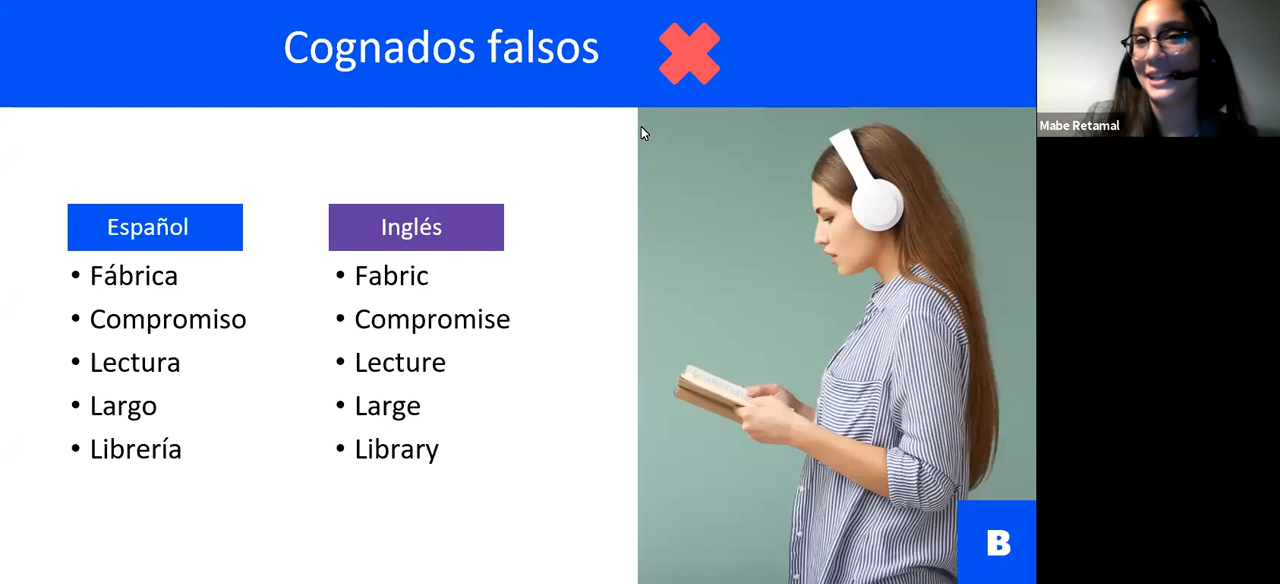 Cognados falsos
Mabe Retamal
Español
Inglés
• Fábrica
• Compromiso
• Lectura
• Largo
• Librería
• Fabric
• Compromise
• Lecture
• Large
• Library
B